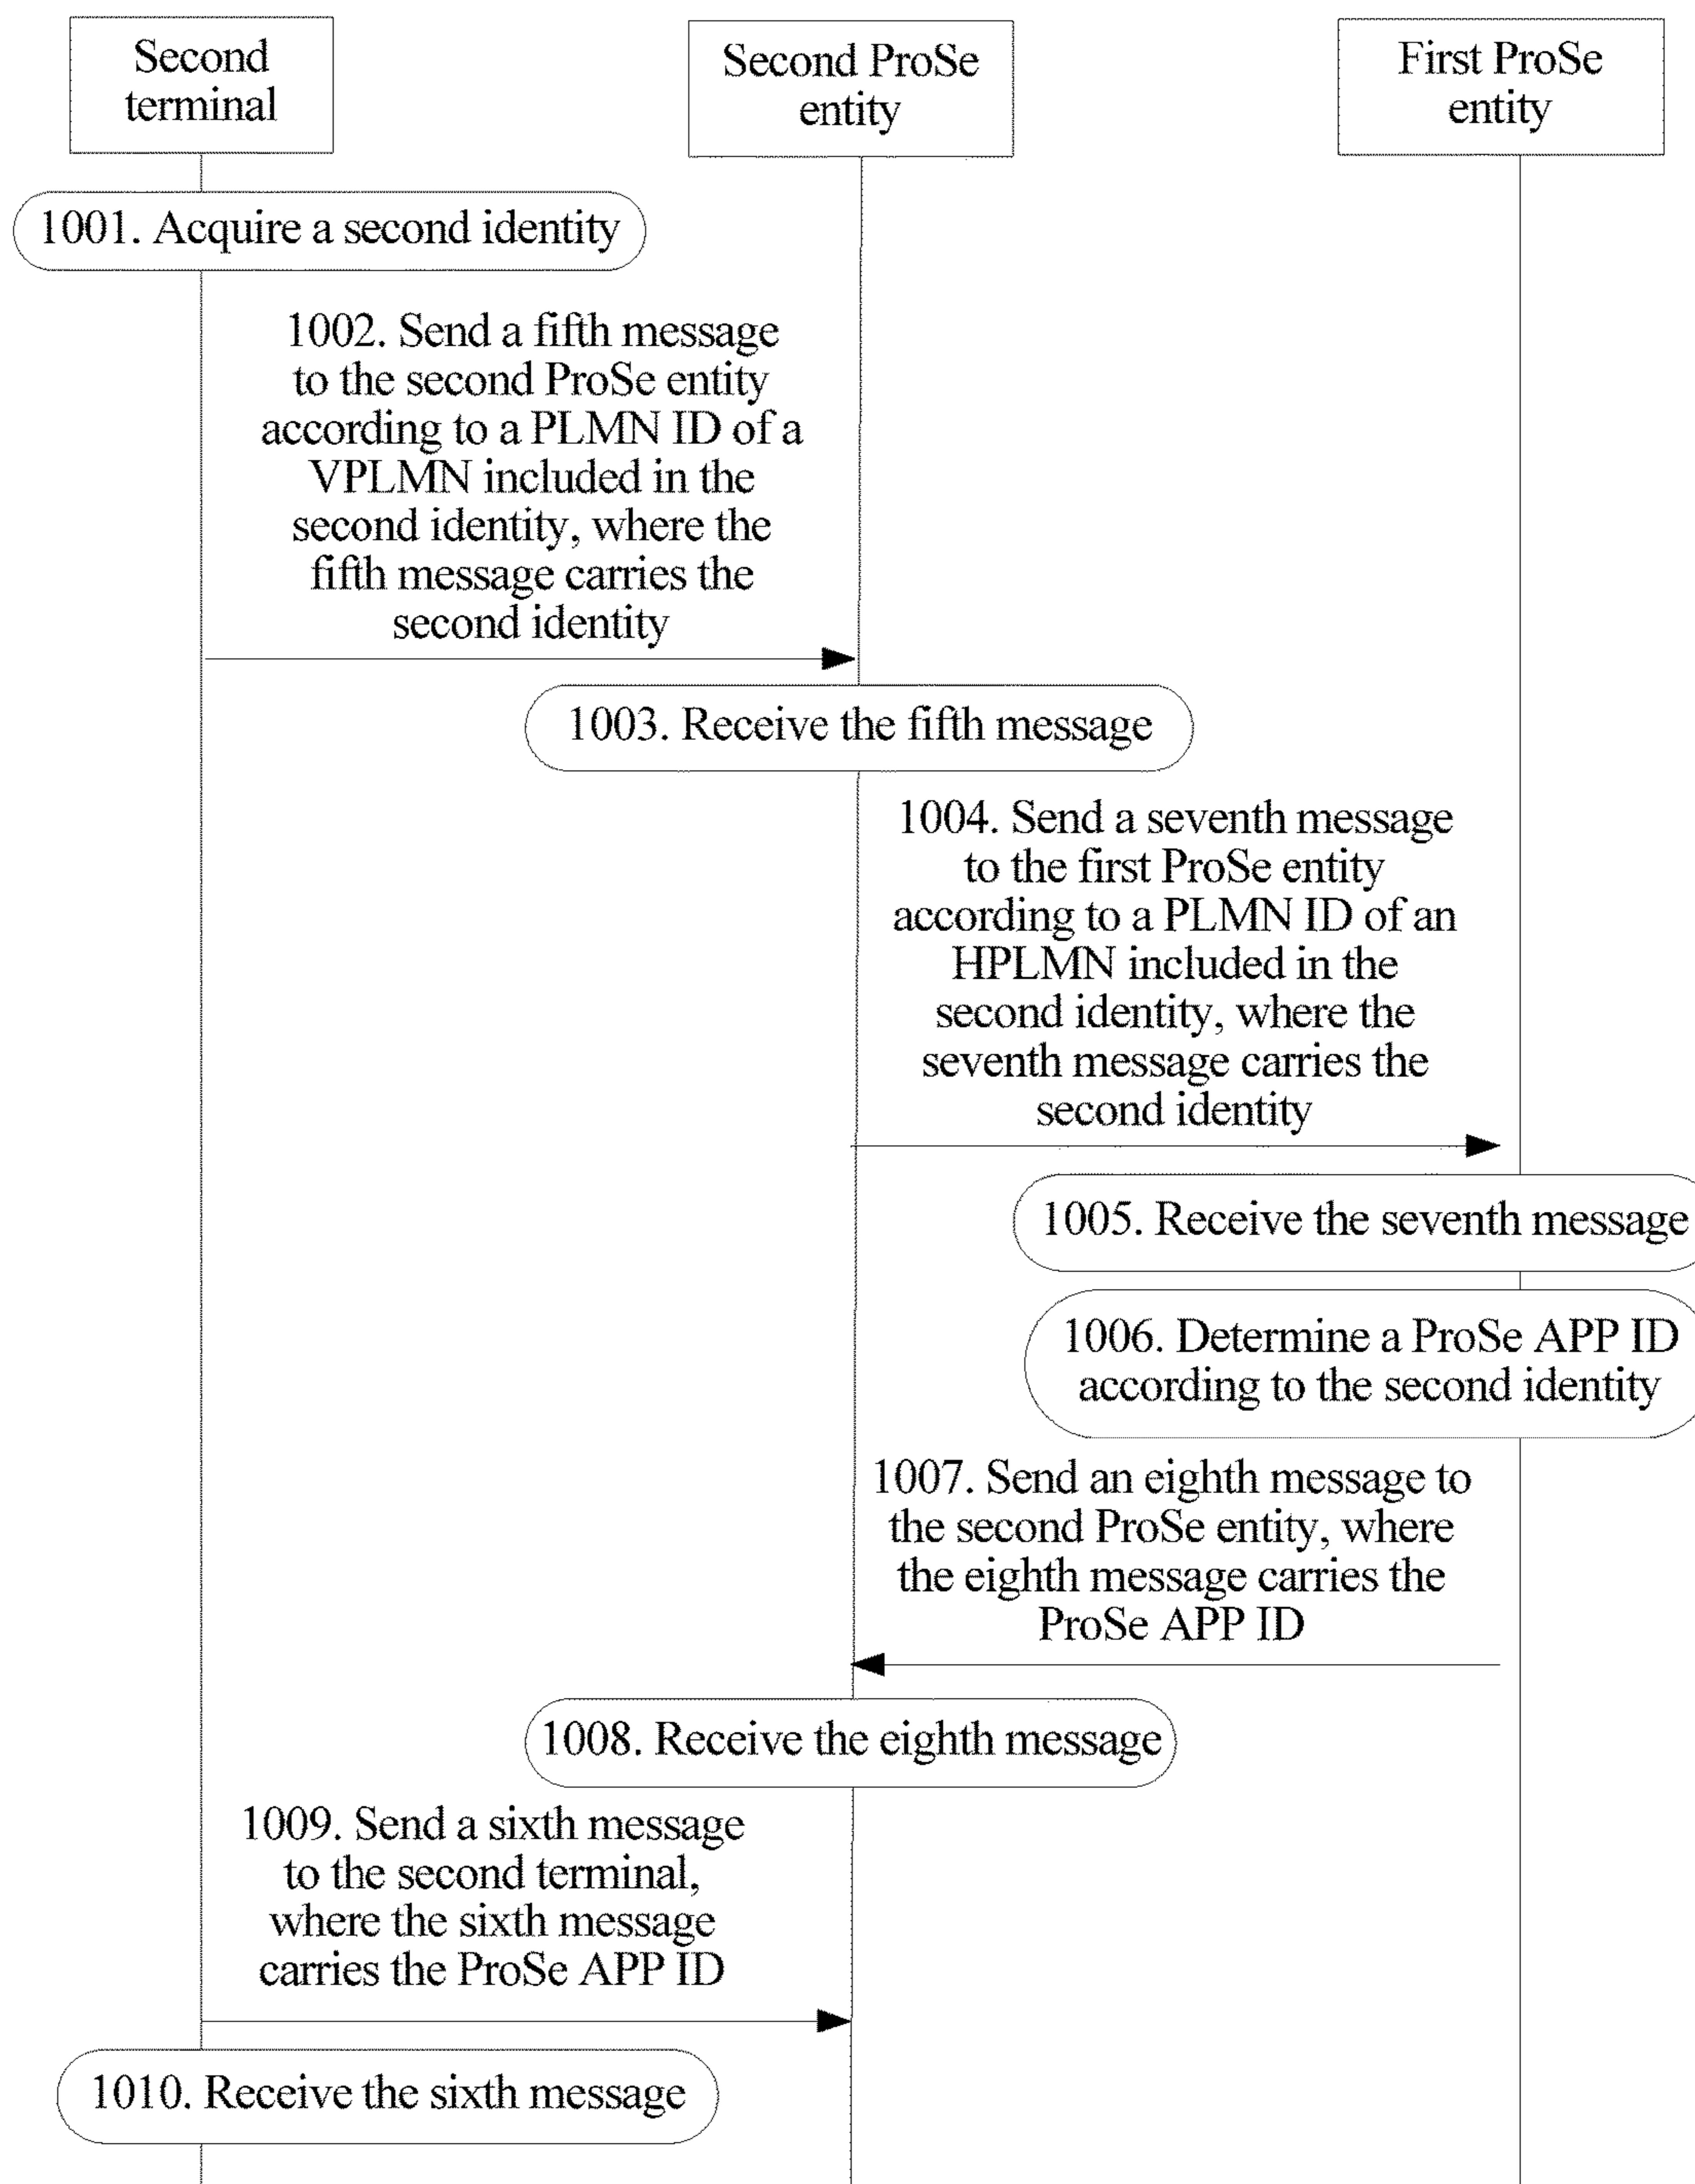 Second
terminal
Second ProSe
entity
First ProSe
entity
1001. Acquire a second identity
1002. Send a fifth message
to the second ProSe entity
according to a PLMN ID of a
VPLMN included in the
second identity, where the
fifth message carries the
second identity
1003. Receive the fifth message
1004. Send a seventh message
to the first ProSe entity
according to a PLMN ID of an
HPLMN included in the
second identity, where the
seventh message carries the
second identity
1005. Receive the seventh message
1006. Determine a ProSe APP ID
according to the second identity
1007. Send an eighth message to
the second ProSe entity, where
the eighth message carries the
ProSe APP ID
1008. Receive the eighth message
1009. Send a sixth message
to the second terminal,
where the sixth message
carries the ProSe APP ID
1010. Receive the sixth message